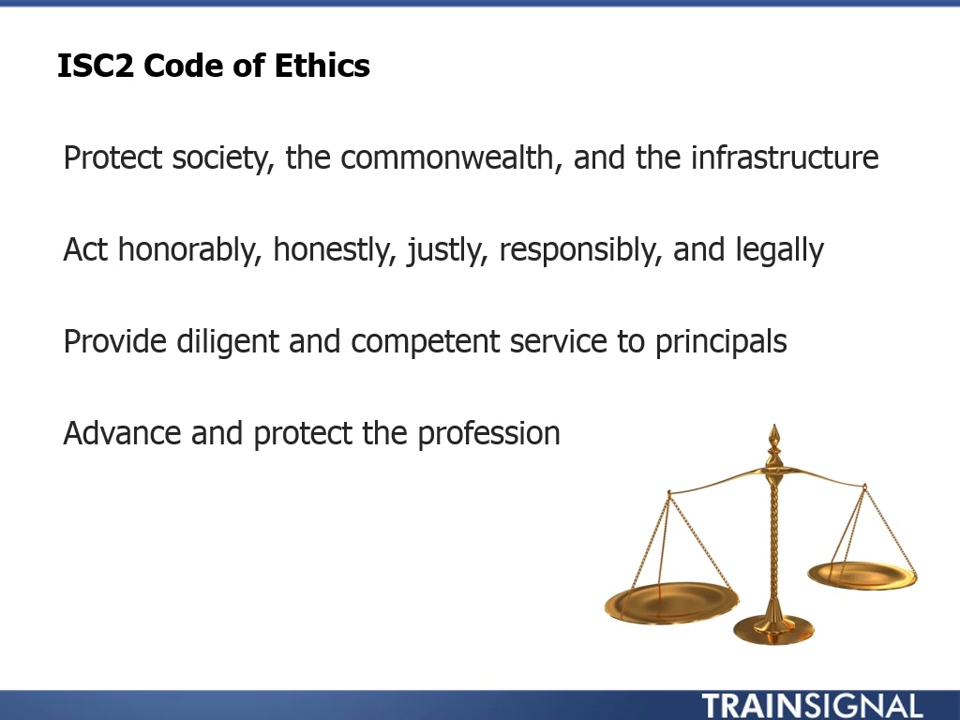 ISC2 Code of Ethics
Protect society, the commonwealth, and the infrastructure
Act honorably, honestly, justly, responsibly, and legally
Provide diligent and competent service to principals
Advance and protect the profession
TRAINSIGNAL